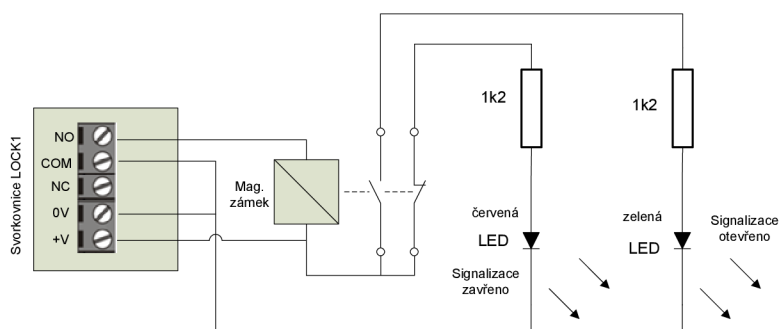 Svorkovnice LOCK1
NO
COM
NC
0V
+V
Mag.
zámek
1k2
1k2
červená
LED
Signalizace
zavřeno
zelená
LED
Signalizace
otevřeno